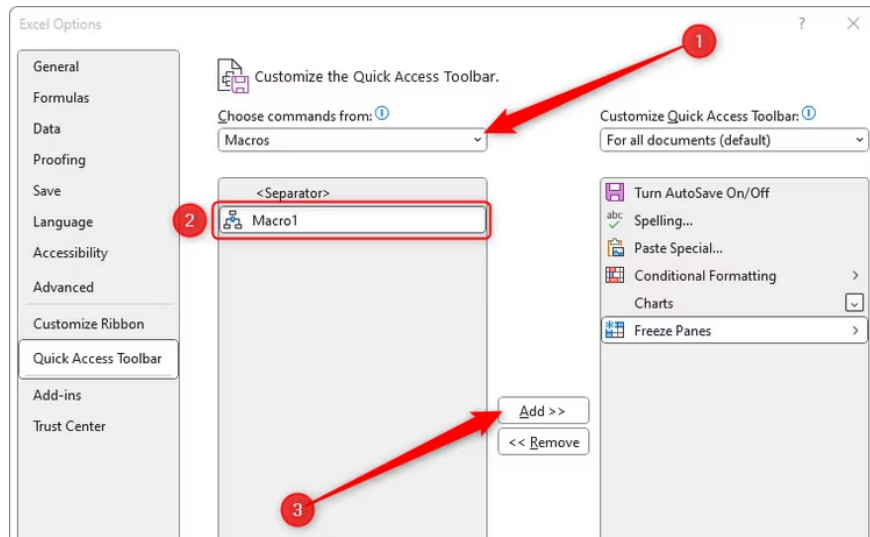 Excel Options
?
General
Formulas
Data
Proofing
Save
Language
Accessibility
Advanced
Customize Ribbon
Quick Access Toolbar
Add-ins
Trust Center
Customize the Quick Access Toolbar.
Choose commands from:
Macros
1
<Separator>
2
Macro1
Add >>
<< Remove
3
Customize Quick Access Toolbar:
For all documents (default)
Turn AutoSave On/Off
abc
Spelling...
Paste Special...
Conditional Formatting
Charts
Freeze Panes